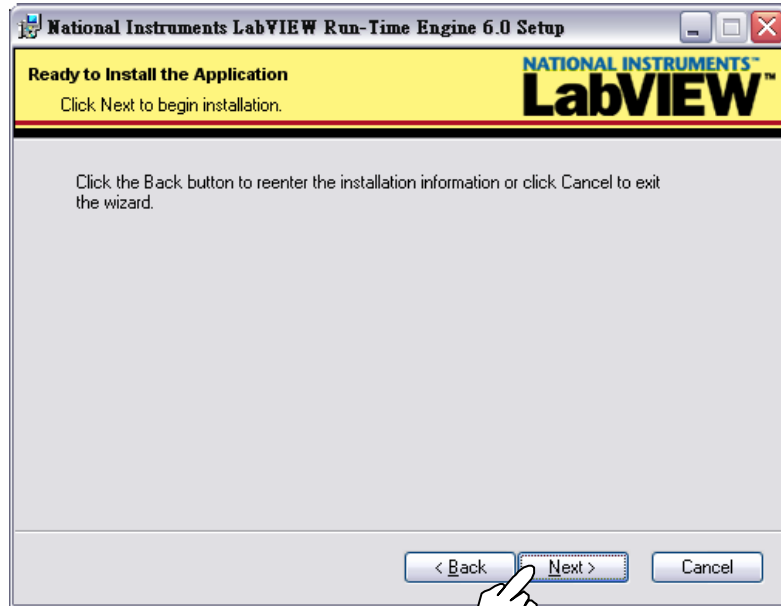 National Instruments LabVIEW Run-Time Engine 6.0 Setup
Ready to Install the Application
Click Next to begin installation.
NATIONAL INSTRUMENTS™
LabVIEW™
Click the Back button to reenter the installation information or click Cancel to exit
the wizard.
< Back Next > Cancel